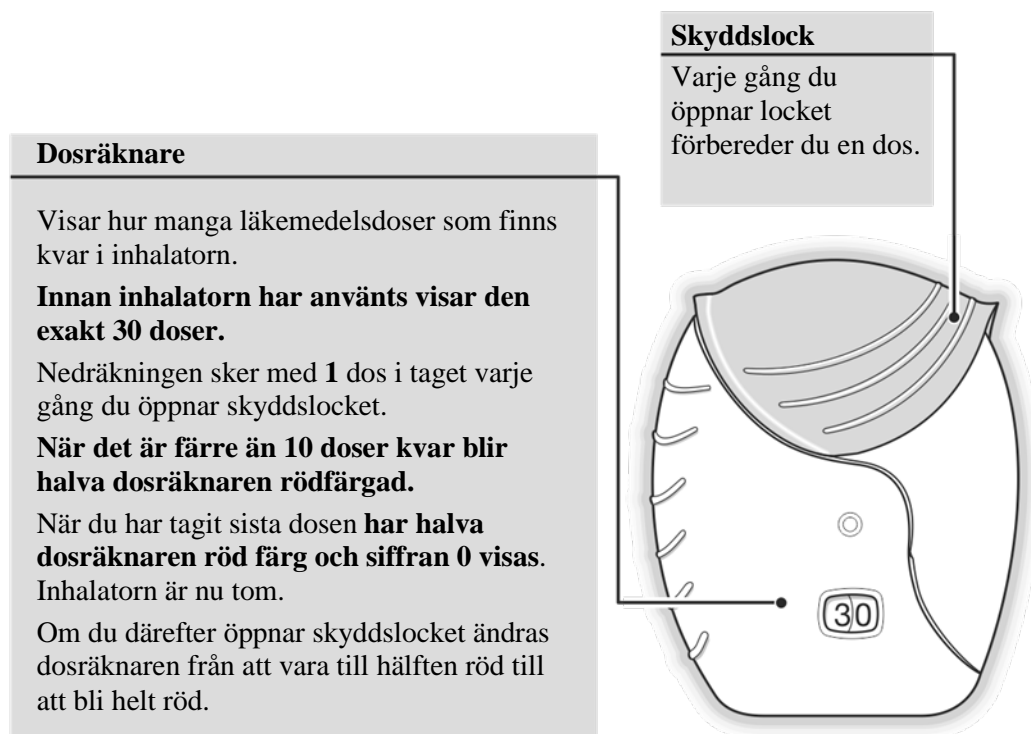 Skyddslock
Varje gång du
öppnar locket
förbereder du en dos.
Dosräknare
Visar hur manga läkemedelsdoser som finns
kvar i inhalatorn.
Innan inhalatorn har använts visar den
exakt 30 doser.
Nedräkningen sker med 1 dos i taget varje
gång du öppnar skyddslocket.
När det är färre än 10 doser kvar blir
halva dosräknaren rödfärgad.
När du har tagit sista dosen har halva
dosräknaren röd färg och siffran 0 visas.
Inhalatorn är nu tom.
Om du därefter öppnar skyddslocket ändras
dosräknaren från att vara till hälften röd till
att bli helt röd.
30